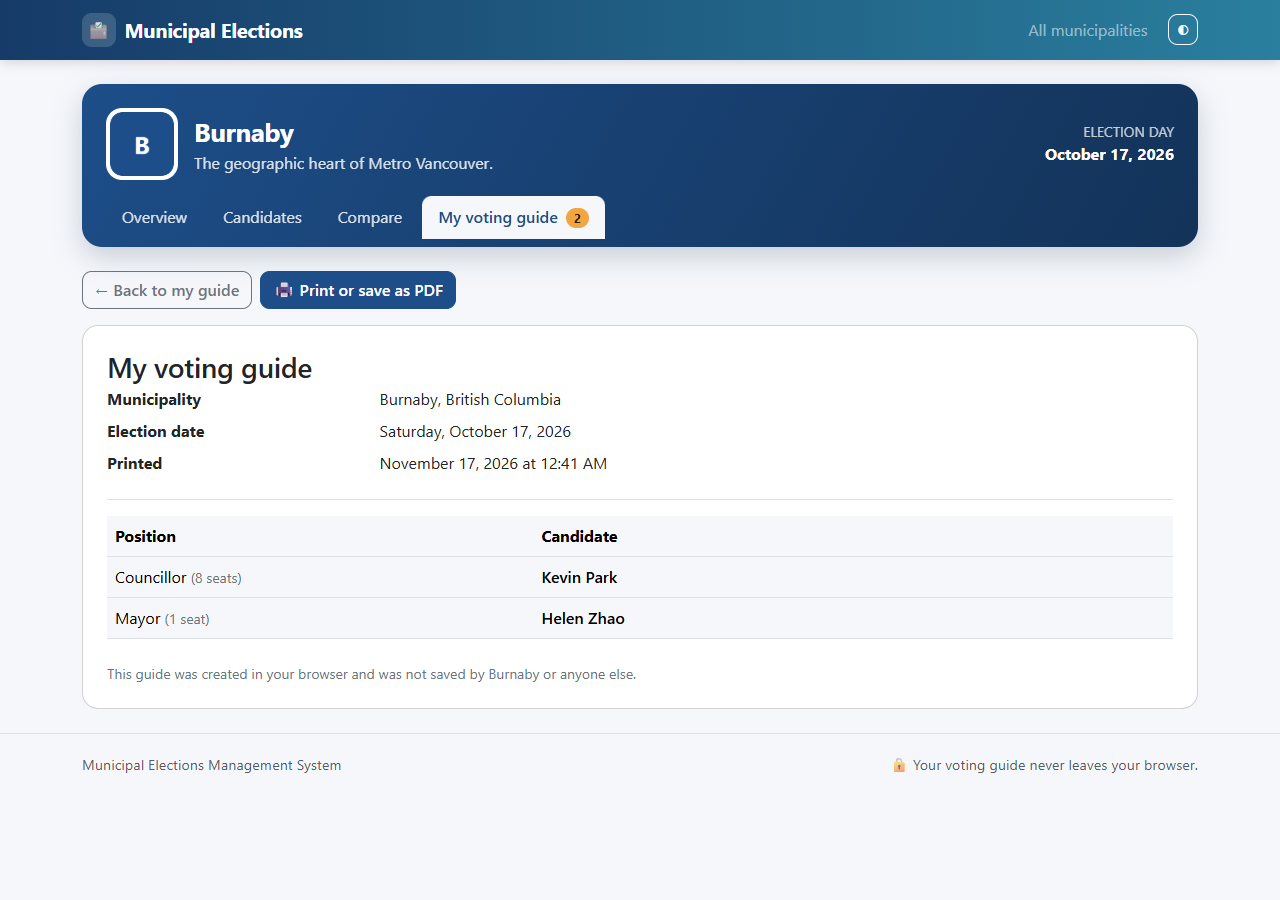 Municipal Elections
All municipalities
B
Burnaby
The geographic heart of Metro Vancouver.
ELECTION DAY
October 17, 2026
Overview
Candidates
Compare
My voting guide 2
← Back to my guide
Print or save as PDF
My voting guide
Municipality Burnaby, British Columbia
Election date Saturday, October 17, 2026
Printed November 17, 2026 at 12:41 AM
Position Candidate
Councillor (8 seats) Kevin Park
Mayor (1 seat) Helen Zhao
This guide was created in your browser and was not saved by Burnaby or anyone else.
Municipal Elections Management System
Your voting guide never leaves your browser.